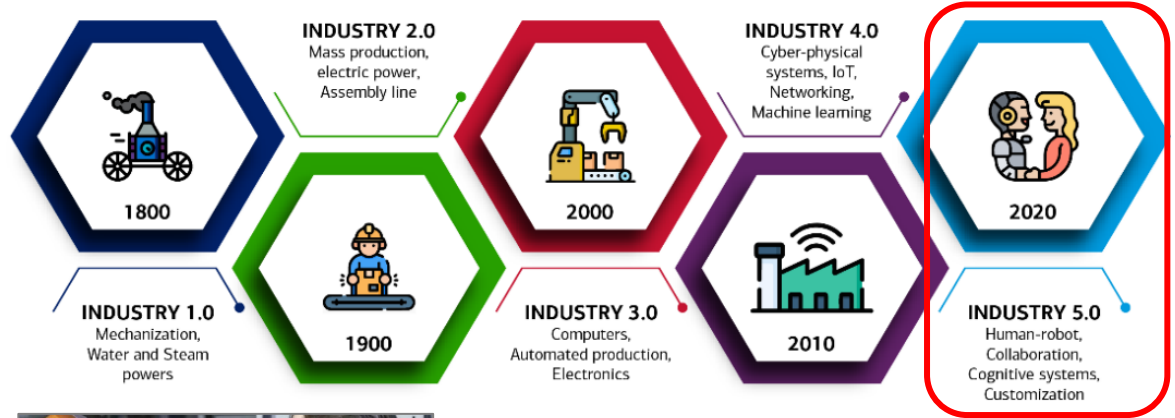 INDUSTRY 2.0
Mass production,
electric power,
Assembly line
INDUSTRY 4.0
Cyber-physical
systems, IoT,
Networking,
Machine learning
1800
2000
2020
INDUSTRY 1.0
Mechanization,
Water and Steam
powers
1900
INDUSTRY 3.0
Computers,
Automated production,
Electronics
2010
INDUSTRY 5.0
Human-robot,
Collaboration,
Cognitive systems,
Customization